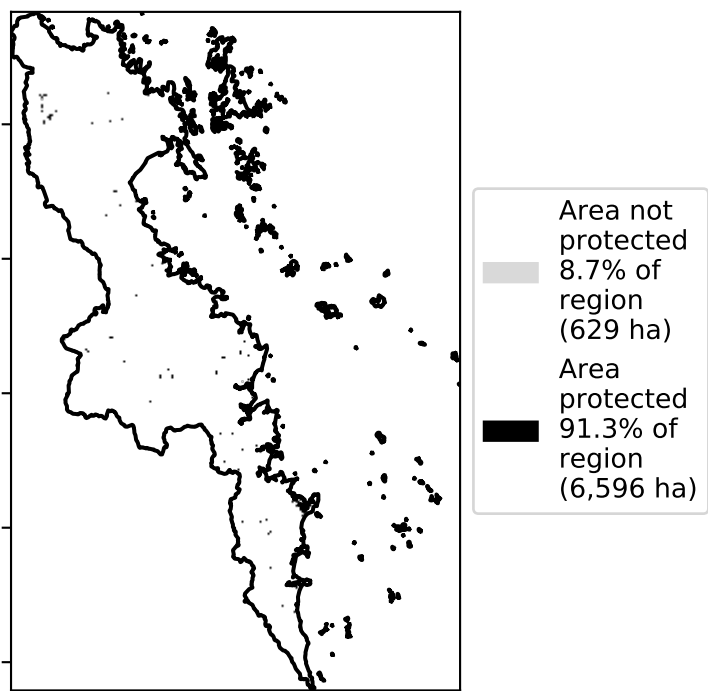 Area not
protected
8.7% of
region
(629 ha)
Area
protected
91.3% of
region
(6,596 ha)